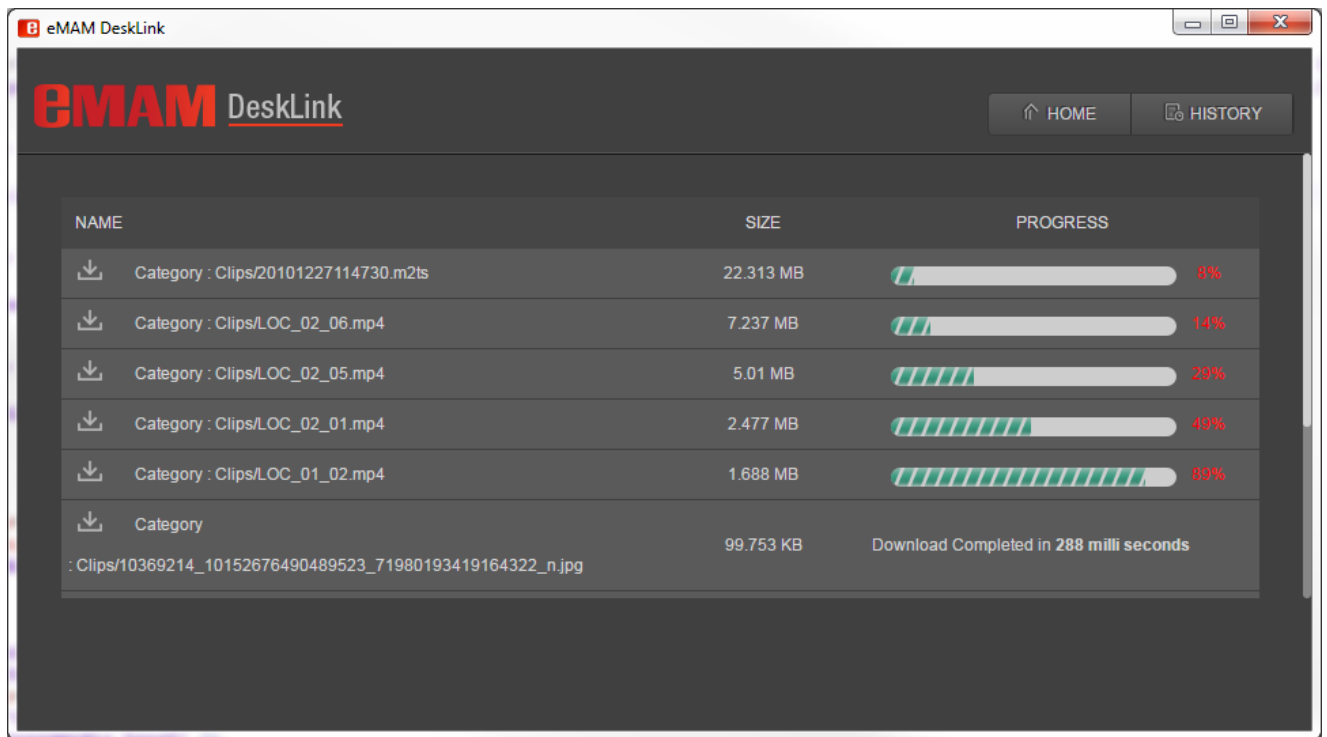 eMAM DeskLink
eMAM DeskLink
HOME HISTORY
NAME SIZE PROGRESS
Category : Clips/20101227114730.m2ts 22.313 MB 8%
Category : Clips/LOC_02_06.mp4 7.237 MB 14%
Category : Clips/LOC_02_05.mp4 5.01 MB 29%
Category : Clips/LOC_02_01.mp4 2.477 MB 49%
Category : Clips/LOC_01_02.mp4 1.688 MB 89%
Category
: Clips/10369214_10152676490489523_71980193419164322_n.jpg 99.753 KB Download Completed in 288 milli seconds